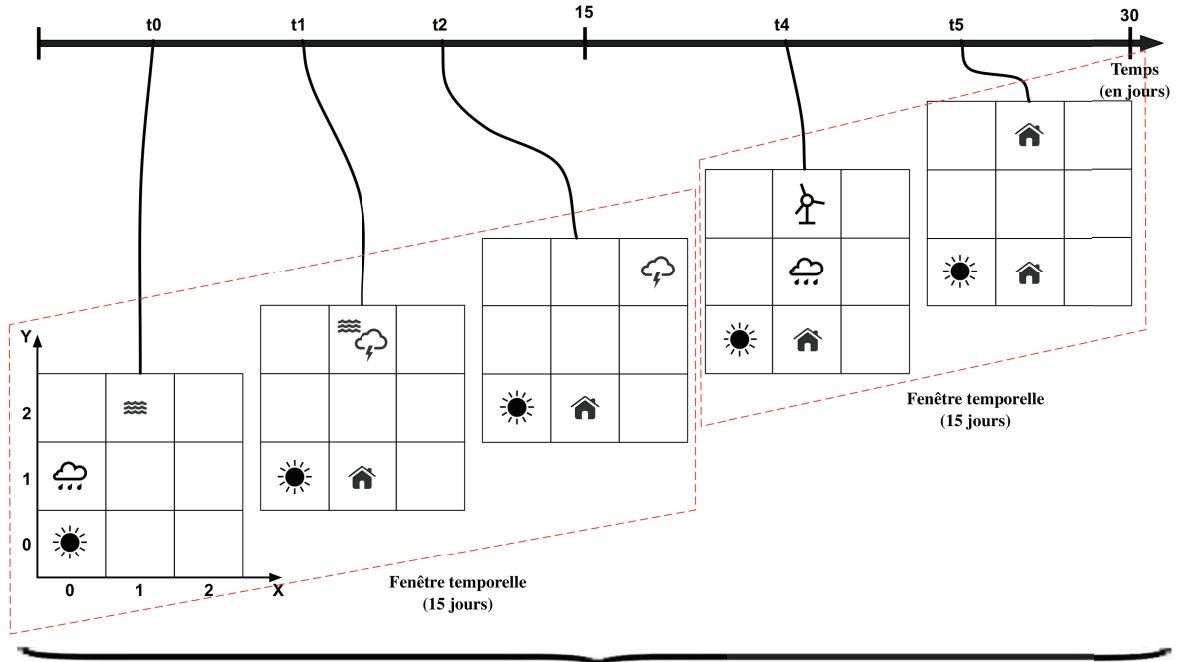 t0 t1 t2 15 t4 t5 30
Temps
(en jours)
Y
2
1
0
0 1 2 X
Fenêtre temporelle
(15 jours)
Fenêtre temporelle
(15 jours)